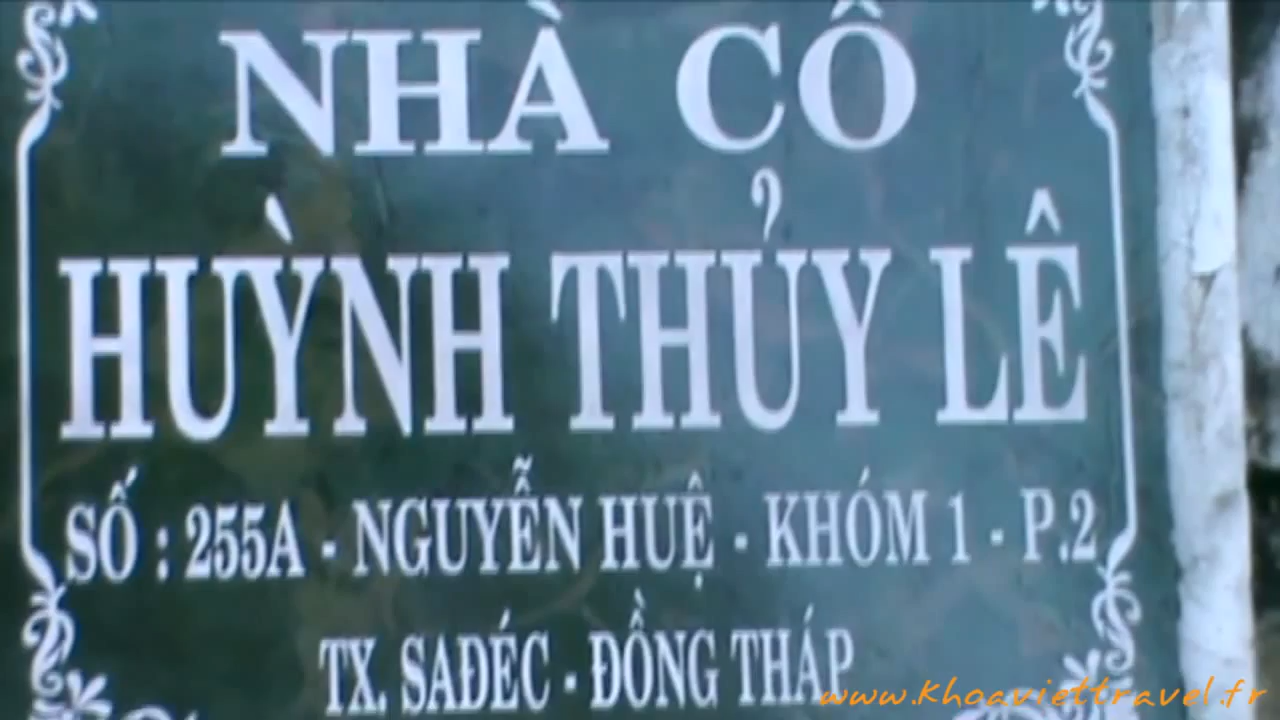 NHÀ CỔ
HUỲNH THỦY LÊ
SỐ : 255A - NGUYỄN HUỆ - KHÓM 1 - P.2
TX. SAĐÉC - ĐỒNG THÁP
www.khoaviettravel.fr